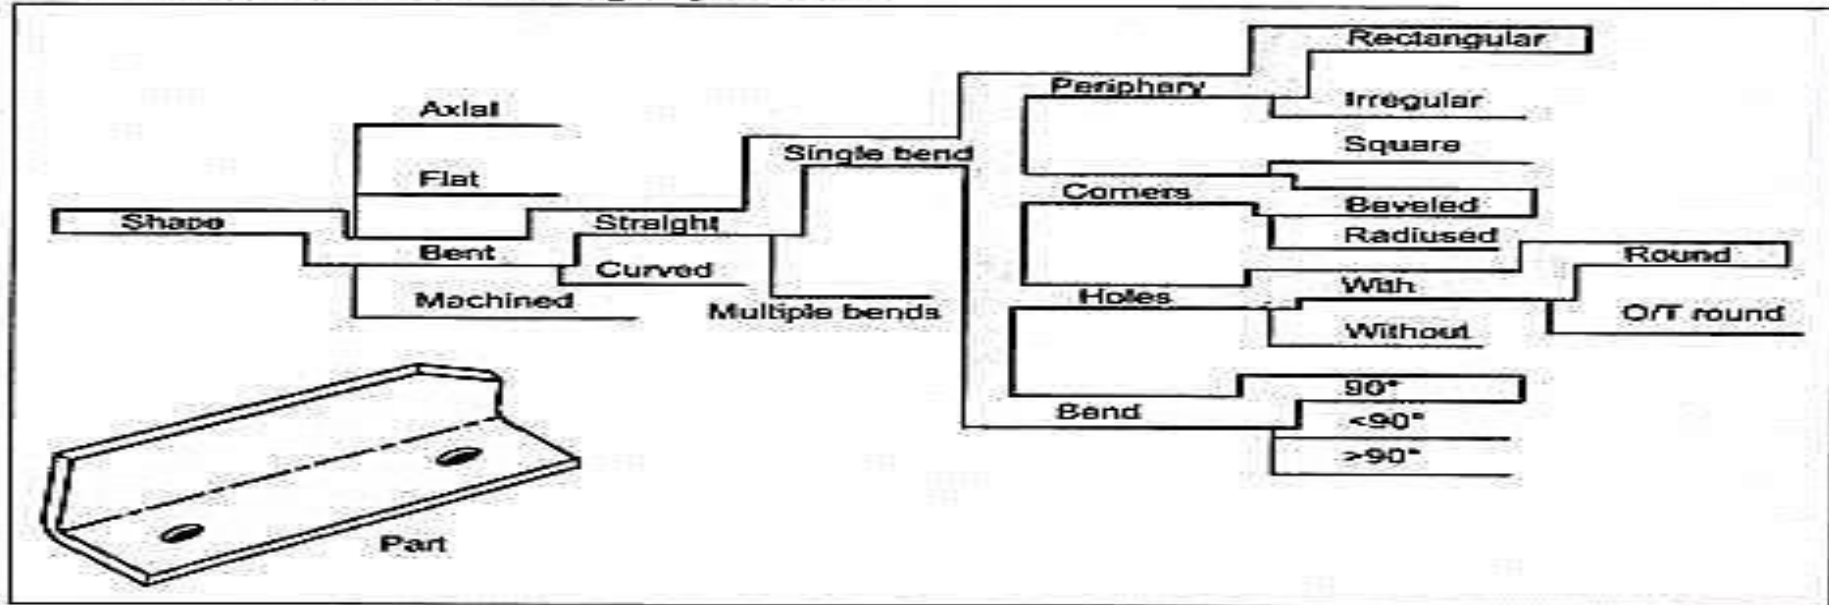 Rectangular
Periphery
Irregular
Axial
Square
Single bend
Flat
Corners
Beveled
Shape
Straight
Radiused
Bent
Round
Curved
With
Machined
Holes
Multiple bends
O/T round
Without
90°
Bend
<90°
>90°
Part